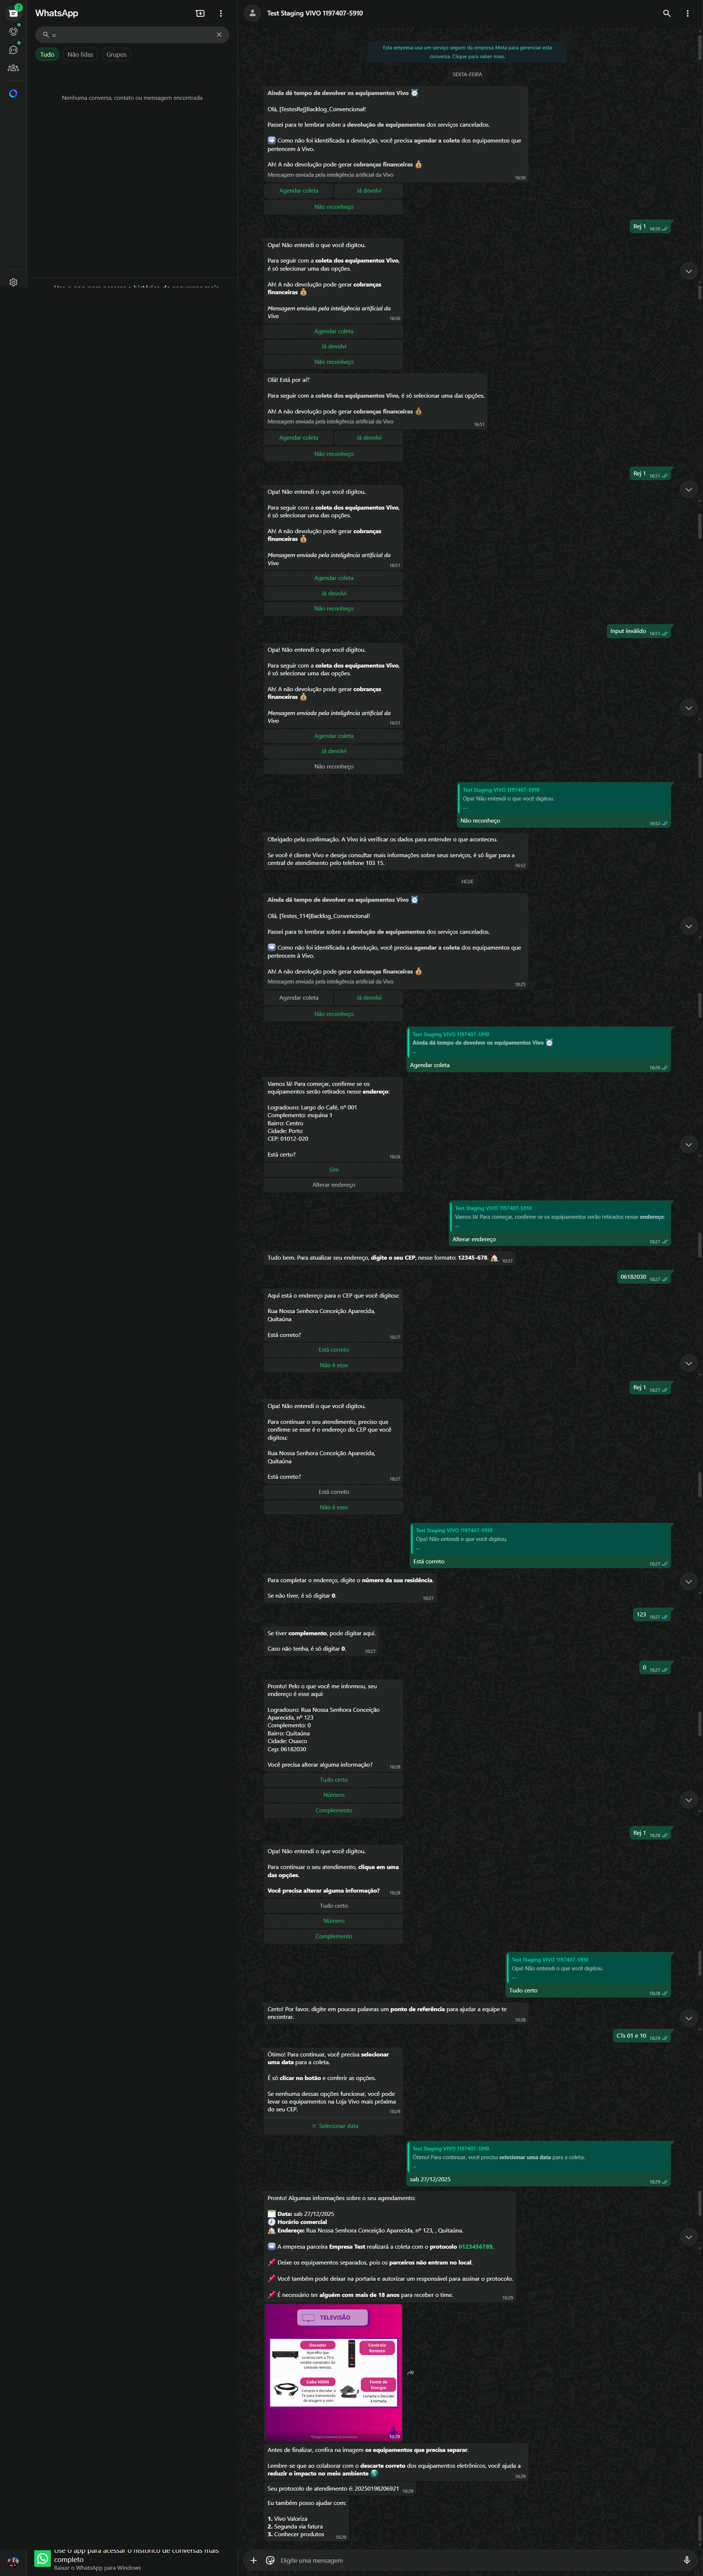 7
WhatsApp
Tudo
Não lidas
Grupos
Nenhuma conversa, contato ou mensagem encontrada
Test Staging VIVO 1197407-5910
Esta empresa usa um serviço seguro da empresa Meta para gerenciar esta
conversa. Clique para saber mais.
SEXTA-FEIRA
Ainda dá tempo de devolver os equipamentos Vivo ⏰
Olá, [TestesRej]Backlog_Convencional!
Passei para te lembrar sobre a devolução de equipamentos dos serviços cancelados.
➡️ Como não foi identificada a devolução, você precisa agendar a coleta dos equipamentos que
pertencem à Vivo.
Ah! A não devolução pode gerar cobranças financeiras 💰
Mensagem enviada pela inteligência artificial da Vivo
16:50
Agendar coleta
Já devolvi
Não reconheço
Rej 1 16:50
Opa! Não entendi o que você digitou.
Para seguir com a coleta dos equipamentos Vivo,
é só selecionar uma das opções.
Ah! A não devolução pode gerar cobranças
financeiras 💰
Mensagem enviada pela inteligência artificial da
Vivo
16:50
Agendar coleta
Já devolvi
Não reconheço
Olá! Está por aí?
Para seguir com a coleta dos equipamentos Vivo, é só selecionar uma das opções.
Ah! A não devolução pode gerar cobranças financeiras 💰
Mensagem enviada pela inteligência artificial da Vivo
16:51
Agendar coleta
Já devolvi
Não reconheço
Rej 1 16:51
Opa! Não entendi o que você digitou.
Para seguir com a coleta dos equipamentos Vivo,
é só selecionar uma das opções.
Ah! A não devolução pode gerar cobranças
financeiras 💰
Mensagem enviada pela inteligência artificial da
Vivo
16:51
Agendar coleta
Já devolvi
Não reconheço
Input inválido 16:51
Opa! Não entendi o que você digitou.
Para seguir com a coleta dos equipamentos Vivo,
é só selecionar uma das opções.
Ah! A não devolução pode gerar cobranças
financeiras 💰
Mensagem enviada pela inteligência artificial da
Vivo
16:51
Agendar coleta
Já devolvi
Não reconheço
Test Staging VIVO 1197407-5910
Opa! Não entendi o que você digitou.
...
Não reconheço
16:52
Obrigado pela confirmação. A Vivo irá verificar os dados para entender o que aconteceu.
Se você é cliente Vivo e deseja consultar mais informações sobre seus serviços, é só ligar para a
central de atendimento pelo telefone 103 15.
16:52
HOJE
Ainda dá tempo de devolver os equipamentos Vivo ⏰
Olá, [Testes_114]Backlog_Convencional!
Passei para te lembrar sobre a devolução de equipamentos dos serviços cancelados.
➡️ Como não foi identificada a devolução, você precisa agendar a coleta dos equipamentos que
pertencem à Vivo.
Ah! A não devolução pode gerar cobranças financeiras 💰
Mensagem enviada pela inteligência artificial da Vivo
10:25
Agendar coleta
Já devolvi
Não reconheço
Test Staging VIVO 1197407-5910
Ainda dá tempo de devolver os equipamentos Vivo ⏰
...
Agendar coleta
10:26
Vamos lá! Para começar, confirme se os
equipamentos serão retirados nesse endereço:
Logradouro: Largo do Café, nº 001
Complemento: esquina 1
Bairro: Centro
Cidade: Porto
CEP: 01012-020
Está certo?
10:26
Sim
Alterar endereço
Test Staging VIVO 1197407-5910
Vamos lá! Para começar, confirme se os equipamentos serão retirados nesse endereço:
...
Alterar endereço
10:27
Tudo bem. Para atualizar seu endereço, digite o seu CEP, nesse formato: 12345-678. 🏠 10:27
06182030 10:27
Aqui está o endereço para o CEP que você digitou:
Rua Nossa Senhora Conceição Aparecida,
Quitaúna
Está correto?
10:27
Está correto
Não é esse
Rej 1 10:27
Opa! Não entendi o que você digitou.
Para continuar o seu atendimento, preciso que
confirme se esse é o endereço do CEP que você
digitou:
Rua Nossa Senhora Conceição Aparecida,
Quitaúna
Está correto?
10:27
Está correto
Não é esse
Test Staging VIVO 1197407-5910
Opa! Não entendi o que você digitou.
...
Está correto
10:27
Para completar o endereço, digite o número da sua residência.
Se não tiver, é só digitar 0.
10:27
123 10:27
Se tiver complemento, pode digitar aqui.
Caso não tenha, é só digitar 0.
10:27
0 10:27
Pronto! Pelo o que você me informou, seu
endereço é esse aqui:
Logradouro: Rua Nossa Senhora Conceição
Aparecida, nº 123
Complemento: 0
Bairro: Quitaúna
Cidade: Osasco
Cep: 06182030
Você precisa alterar alguma informação?
10:28
Tudo certo
Número
Complemento
Rej 1 10:28
Opa! Não entendi o que você digitou.
Para continuar o seu atendimento, clique em uma
das opções.
Você precisa alterar alguma informação?
10:28
Tudo certo
Número
Complemento
Test Staging VIVO 1197407-5910
Opa! Não entendi o que você digitou.
...
Tudo certo
10:28
Certo! Por favor, digite em poucas palavras um ponto de referência para ajudar a equipe te
encontrar.
10:28
CTs 01 e 10 10:29
Ótimo! Para continuar, você precisa selecionar
uma data para a coleta.
É só clicar no botão e conferir as opções.
Se nenhuma dessas opções funcionar, você pode
levar os equipamentos na Loja Vivo mais próxima
do seu CEP.
10:29
Selecionar data
Test Staging VIVO 1197407-5910
Ótimo! Para continuar, você precisa selecionar uma data para a coleta.
...
sab 27/12/2025
10:29
Pronto! Algumas informações sobre o seu agendamento:
Data: sab 27/12/2025
Horário comercial
Endereço: Rua Nossa Senhora Conceição Aparecida, nº 123, , Quitaúna.
➡️ A empresa parceira Empresa Test realizará a coleta com o protocolo 0123456789.
📌 Deixe os equipamentos separados, pois os parceiros não entram no local.
📌 Você também pode deixar na portaria e autorizar um responsável para assinar o protocolo.
📌 É necessário ter alguém com mais de 18 anos para receber o time.
10:29
TELEVISÃO
Decoder
Aparelho que
conecta com a TV e
recebe comandos do
controle remoto.
Controle
Remoto
Cabo HDMI
Conecta o decoder à
TV para transmissão
de imagem e som.
Fonte de
Energia
Conecta o Decoder
à tomada.
10:29
Antes de finalizar, confira na imagem os equipamentos que precisa separar.
Lembre-se que ao colaborar com o descarte correto dos equipamentos eletrônicos, você ajuda a
reduzir o impacto no meio ambiente 🌎
10:29
Seu protocolo de atendimento é: 20250198206921 10:29
Eu também posso ajudar com:
1. Vivo Valoriza
2. Segunda via fatura
3. Conhecer produtos
10:29
Use o app para acessar o histórico de conversas mais
completo
Baixar o WhatsApp para Windows
Digite uma mensagem